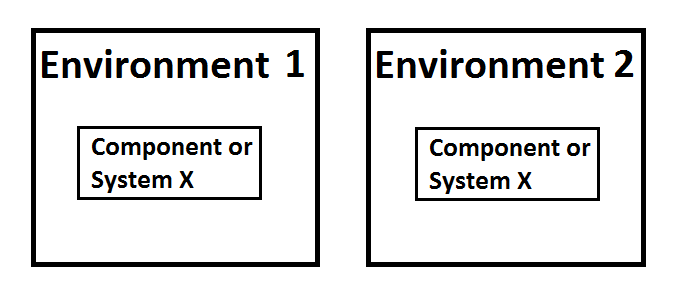 Environment 1
Component or
System X
Environment 2
Component or
System X